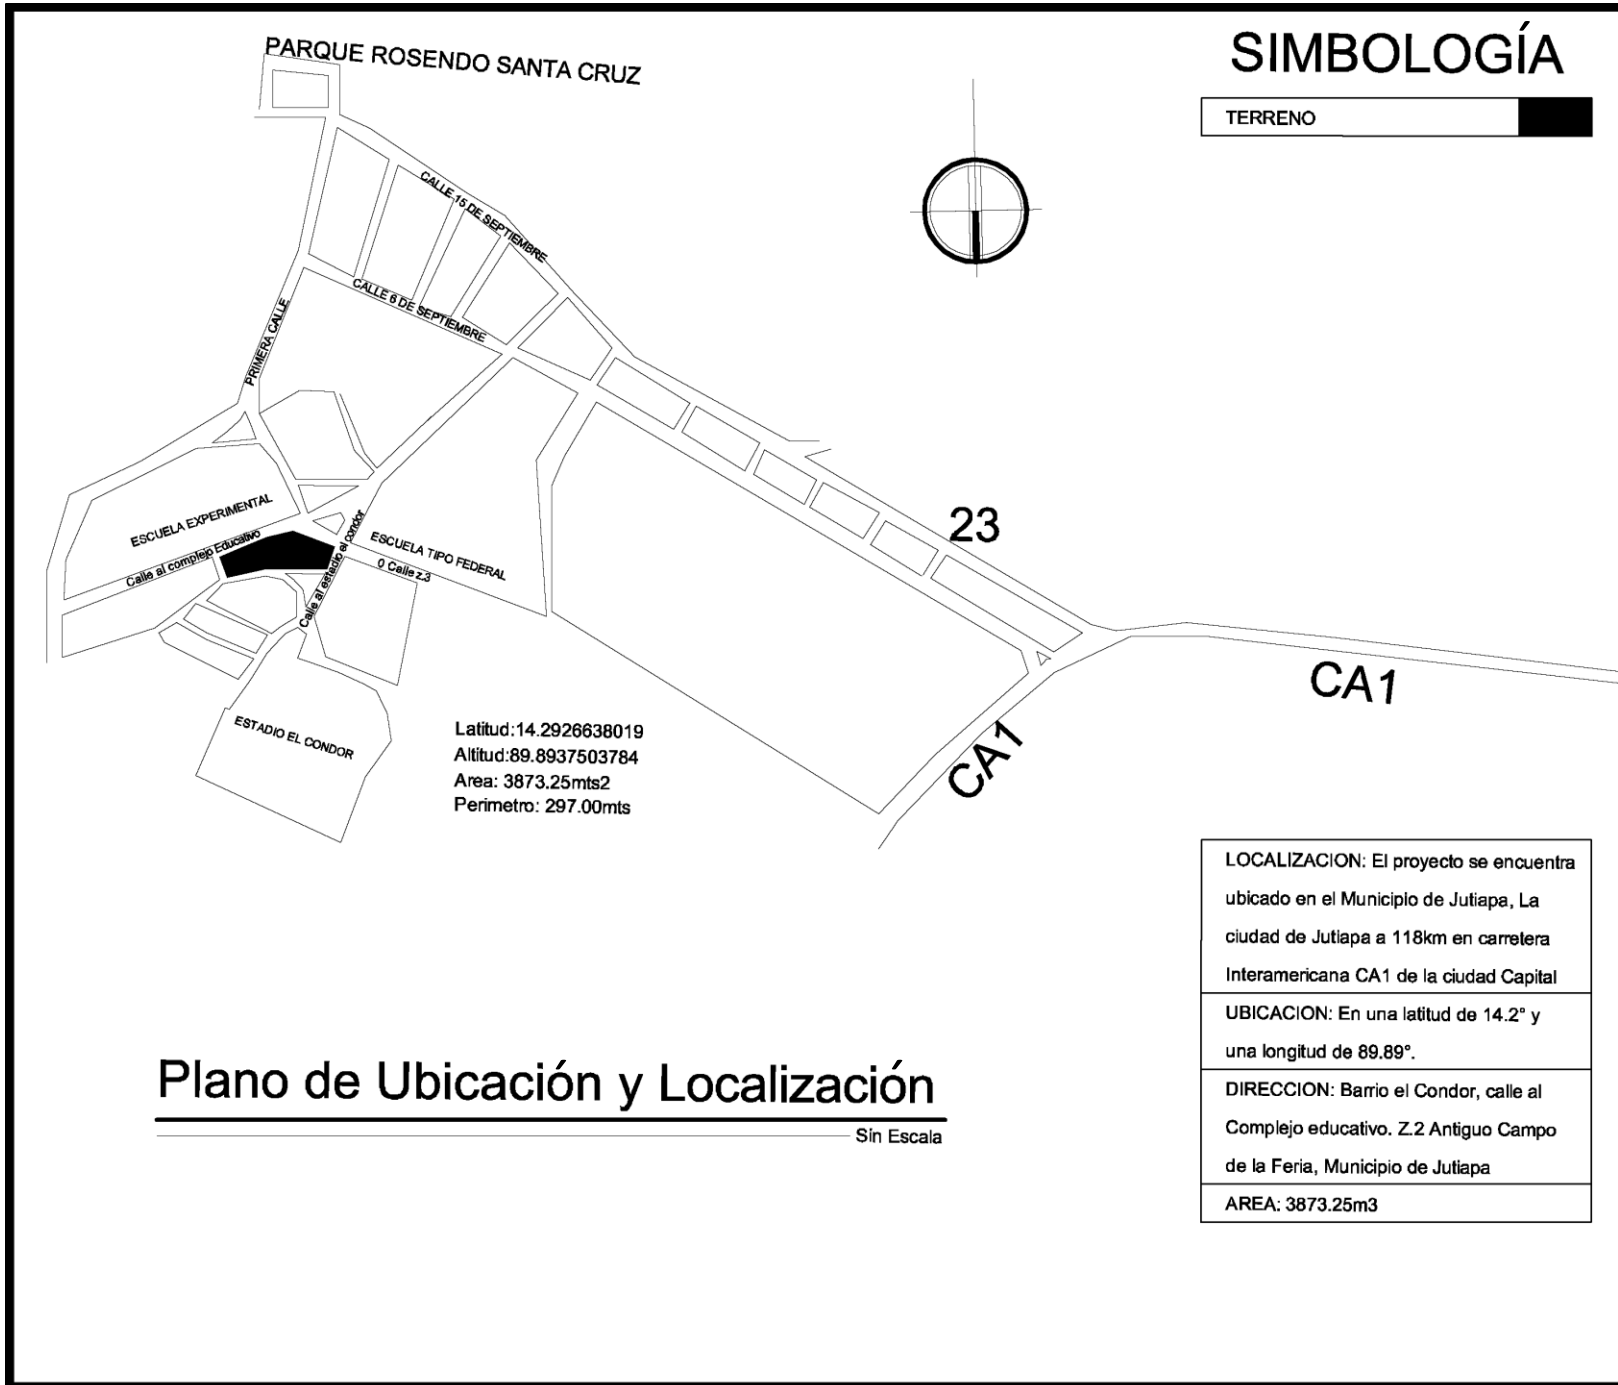 PARQUE ROSENDO SANTA CRUZ
SIMBOLOGÍA
TERRENO
CALLE 15 DE SEPTIEMBRE
CALLE 6 DE SEPTIEMBRE
PRIMERA CALLE
ESCUELA EXPERIMENTAL
Calle al complejo Educativo
Calle al estadio el condor
ESCUELA TIPO FEDERAL
0 Calle z.3
23
CA1
CA1
ESTADIO EL CONDOR
Latitud:14.2926638019
Altitud:89.8937503784
Area: 3873.25mts2
Perimetro: 297.00mts
LOCALIZACION: El proyecto se encuentra
ubicado en el Municipio de Jutiapa, La
ciudad de Jutiapa a 118km en carretera
Interamericana CA1 de la ciudad Capital
UBICACION: En una latitud de 14.2° y
una longitud de 89.89°.
DIRECCION: Barrio el Condor, calle al
Complejo educativo. Z.2 Antiguo Campo
de la Feria, Municipio de Jutiapa
AREA: 3873.25m3
Plano de Ubicación y Localización
Sin Escala